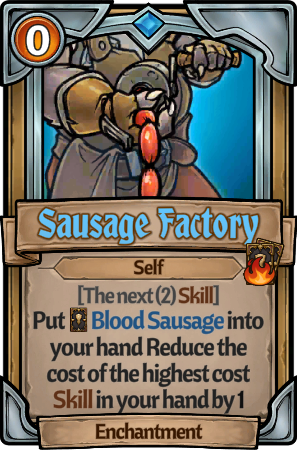 0
Sausage Factory
Self
[The next (2) Skill]
Put Blood Sausage into
your hand Reduce the
cost of the highest cost
Skill in your hand by 1
Enchantment